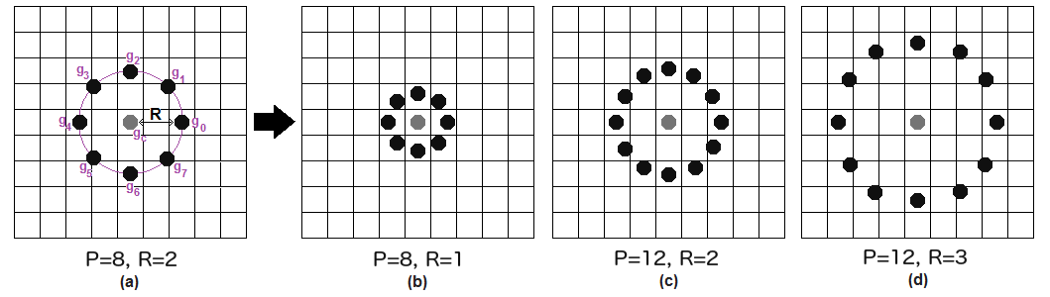 g2
g3
g1
R
g4
g0
gc
g5
g7
g6
P=8, R=2
P=8, R=1
P=12, R=2
P=12, R=3
(a)
(b)
(c)
(d)